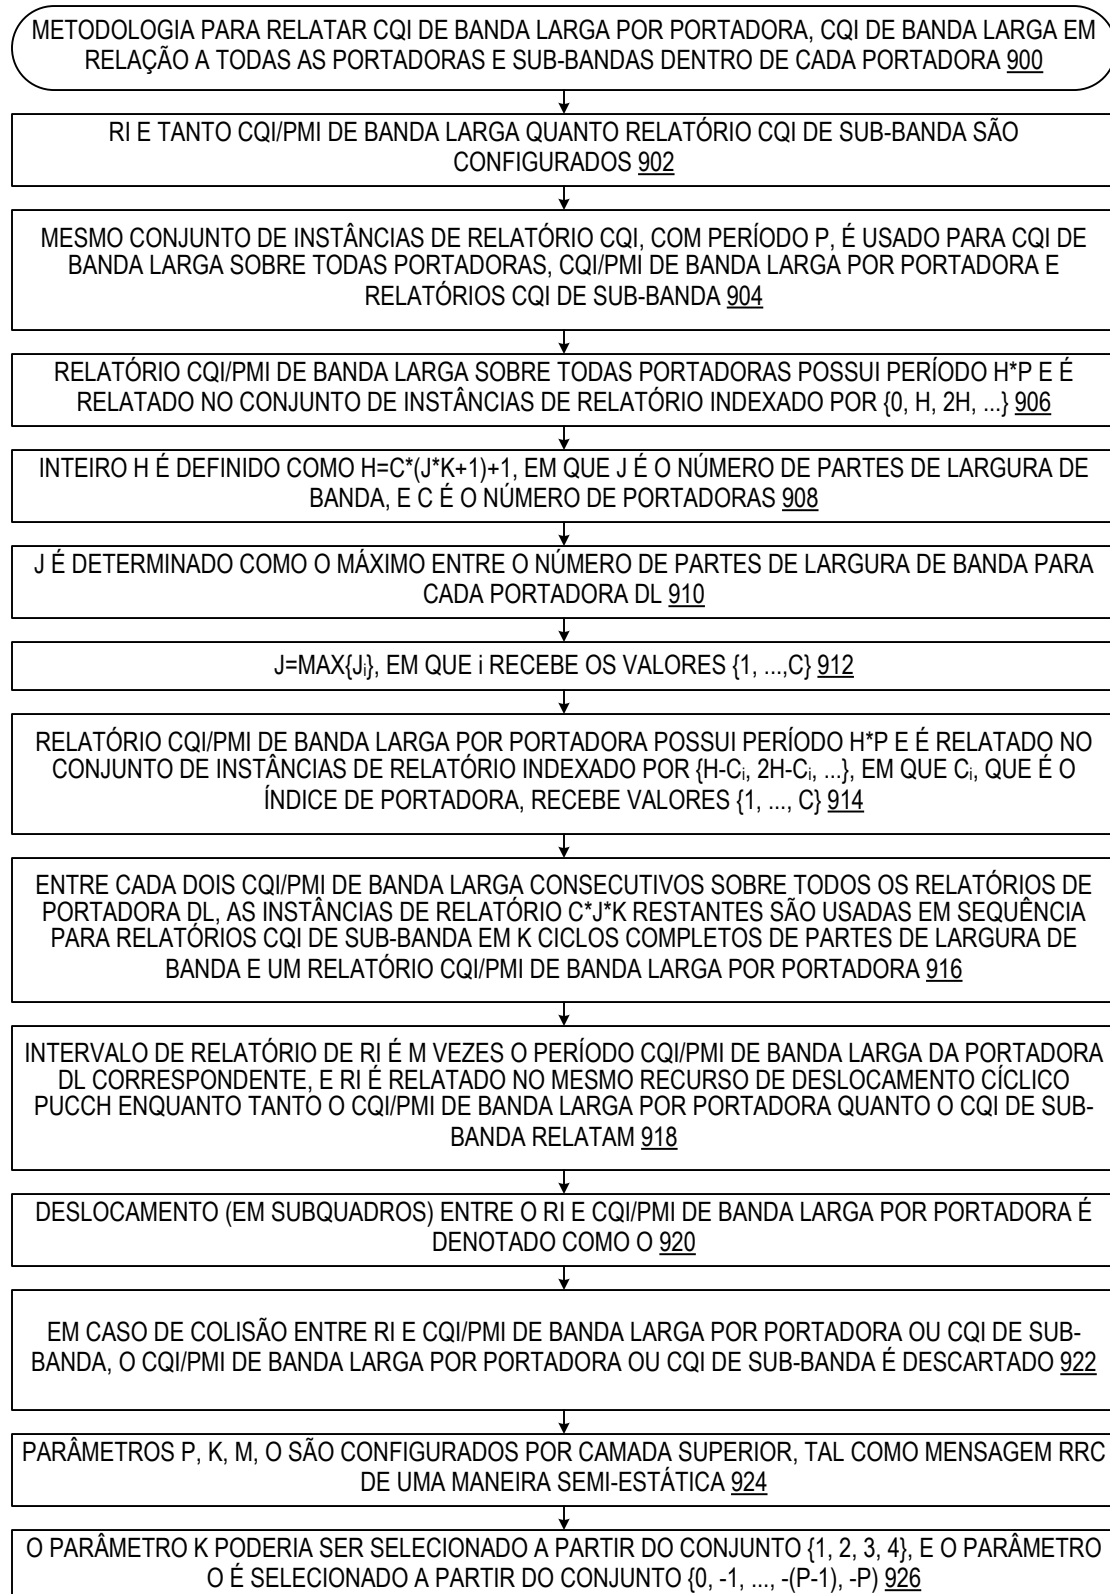 METODOLOGIA PARA RELATAR CQI DE BANDA LARGA POR PORTADORA, CQI DE BANDA LARGA EM
RELAÇÃO A TODAS AS PORTADORAS E SUB-BANDAS DENTRO DE CADA PORTADORA 900
RI E TANTO CQI/PMI DE BANDA LARGA QUANTO RELATÓRIO CQI DE SUB-BANDA SÃO
CONFIGURADOS 902
MESMO CONJUNTO DE INSTÂNCIAS DE RELATÓRIO CQI, COM PERÍODO P, É USADO PARA CQI DE
BANDA LARGA SOBRE TODAS PORTADORAS, CQI/PMI DE BANDA LARGA POR PORTADORA E
RELATÓRIOS CQI DE SUB-BANDA 904
RELATÓRIO CQI/PMI DE BANDA LARGA SOBRE TODAS PORTADORAS POSSUI PERÍODO H*P E É
RELATADO NO CONJUNTO DE INSTÂNCIAS DE RELATÓRIO INDEXADO POR {0, H, 2H, ...} 906
INTEIRO H É DEFINIDO COMO H=C*(J*K+1)+1, EM QUE J É O NÚMERO DE PARTES DE LARGURA DE
BANDA, E C É O NÚMERO DE PORTADORAS 908
J É DETERMINADO COMO O MÁXIMO ENTRE O NÚMERO DE PARTES DE LARGURA DE BANDA PARA
CADA PORTADORA DL 910
J=MAX{Jᵢ}, EM QUE i RECEBE OS VALORES {1, ...,C} 912
RELATÓRIO CQI/PMI DE BANDA LARGA POR PORTADORA POSSUI PERÍODO H*P E É RELATADO NO
CONJUNTO DE INSTÂNCIAS DE RELATÓRIO INDEXADO POR {H-Cᵢ, 2H-Cᵢ, ...}, EM QUE Cᵢ, QUE É O
ÍNDICE DE PORTADORA, RECEBE VALORES {1, ..., C} 914
ENTRE CADA DOIS CQI/PMI DE BANDA LARGA CONSECUTIVOS SOBRE TODOS OS RELATÓRIOS DE
PORTADORA DL, AS INSTÂNCIAS DE RELATÓRIO C*J*K RESTANTES SÃO USADAS EM SEQUÊNCIA
PARA RELATÓRIOS CQI DE SUB-BANDA EM K CICLOS COMPLETOS DE PARTES DE LARGURA DE
BANDA E UM RELATÓRIO CQI/PMI DE BANDA LARGA POR PORTADORA 916
INTERVALO DE RELATÓRIO DE RI É M VEZES O PERÍODO CQI/PMI DE BANDA LARGA DA PORTADORA
DL CORRESPONDENTE, E RI É RELATADO NO MESMO RECURSO DE DESLOCAMENTO CÍCLICO
PUCCH ENQUANTO TANTO O CQI/PMI DE BANDA LARGA POR PORTADORA QUANTO O CQI DE SUB-
BANDA RELATAM 918
DESLOCAMENTO (EM SUBQUADROS) ENTRE O RI E CQI/PMI DE BANDA LARGA POR PORTADORA É
DENOTADO COMO O 920
EM CASO DE COLISÃO ENTRE RI E CQI/PMI DE BANDA LARGA POR PORTADORA OU CQI DE SUB-
BANDA, O CQI/PMI DE BANDA LARGA POR PORTADORA OU CQI DE SUB-BANDA É DESCARTADO 922
PARÂMETROS P, K, M, O SÃO CONFIGURADOS POR CAMADA SUPERIOR, TAL COMO MENSAGEM RRC
DE UMA MANEIRA SEMI-ESTÁTICA 924
O PARÂMETRO K PODERIA SER SELECIONADO A PARTIR DO CONJUNTO {1, 2, 3, 4}, E O PARÂMETRO
O É SELECIONADO A PARTIR DO CONJUNTO {0, -1, ..., -(P-1), -P) 926